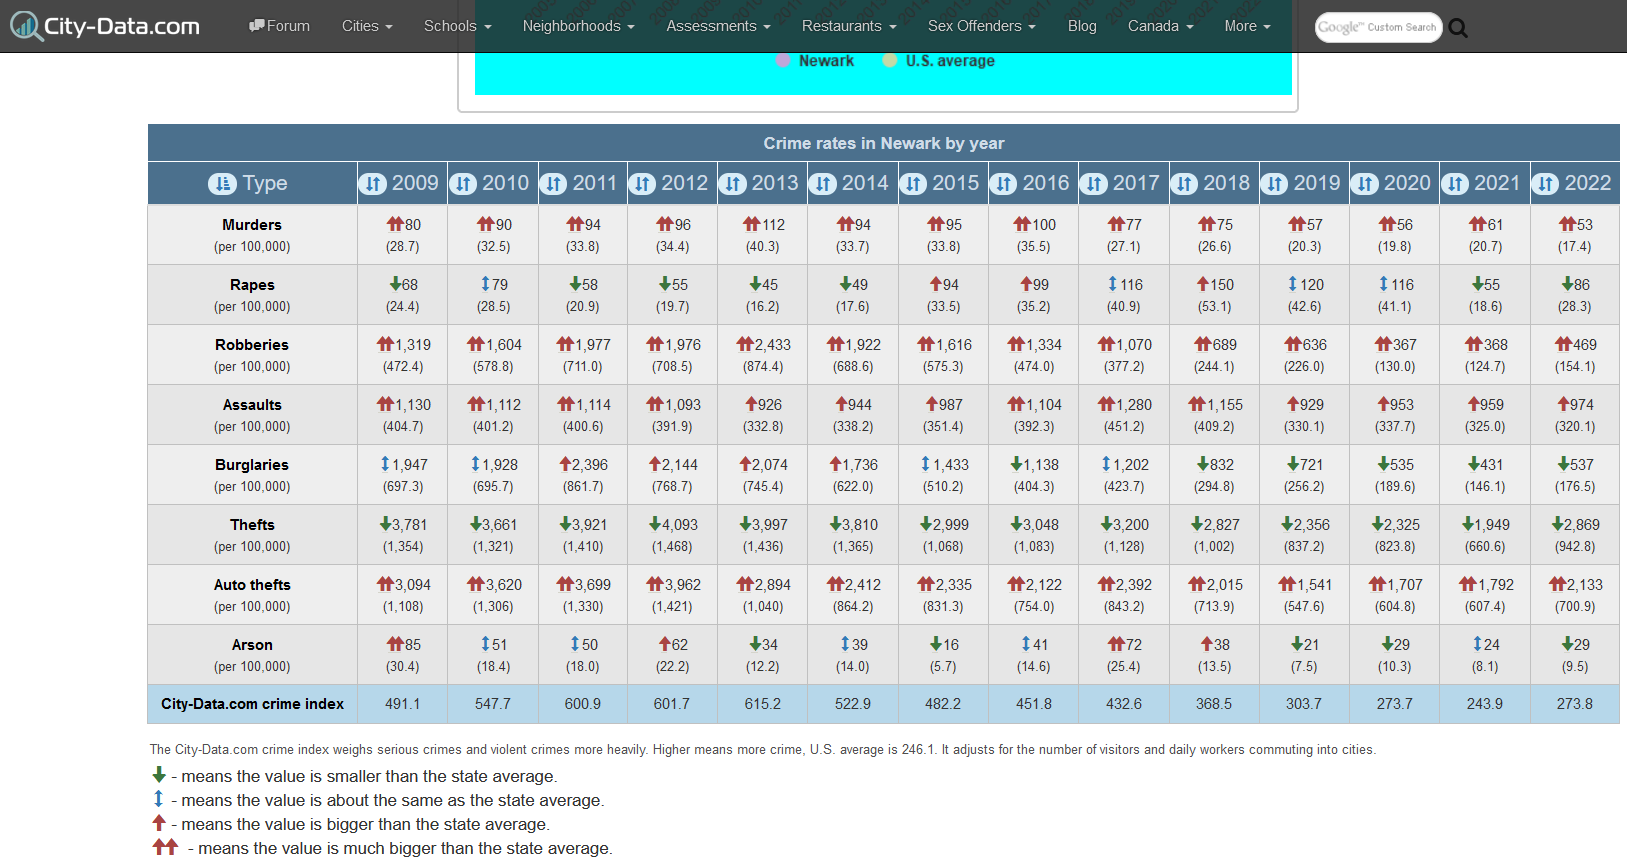 City-Data.com Forum Cities Schools Neighborhoods Assessments Restaurants Sex Offenders Blog Canada More Google™ Custom Search
Newark U.S. average
Crime rates in Newark by year
Type 2009 2010 2011 2012 2013 2014 2015 2016 2017 2018 2019 2020 2021 2022
Murders 80 90 94 96 112 94 95 100 77 75 57 56 61 53
(per 100,000) (28.7) (32.5) (33.8) (34.4) (40.3) (33.7) (33.8) (35.5) (27.1) (26.6) (20.3) (19.8) (20.7) (17.4)
Rapes 68 79 58 55 45 49 94 99 116 150 120 116 55 86
(per 100,000) (24.4) (28.5) (20.9) (19.7) (16.2) (17.6) (33.5) (35.2) (40.9) (53.1) (42.6) (41.1) (18.6) (28.3)
Robberies 1,319 1,604 1,977 1,976 2,433 1,922 1,616 1,334 1,070 689 636 367 368 469
(per 100,000) (472.4) (578.8) (711.0) (708.5) (874.4) (688.6) (575.3) (474.0) (377.2) (244.1) (226.0) (130.0) (124.7) (154.1)
Assaults 1,130 1,112 1,114 1,093 926 944 987 1,104 1,280 1,155 929 953 959 974
(per 100,000) (404.7) (401.2) (400.6) (391.9) (332.8) (338.2) (351.4) (392.3) (451.2) (409.2) (330.1) (337.7) (325.0) (320.1)
Burglaries 1,947 1,928 2,396 2,144 2,074 1,736 1,433 1,138 1,202 832 721 535 431 537
(per 100,000) (697.3) (695.7) (861.7) (768.7) (745.4) (622.0) (510.2) (404.3) (423.7) (294.8) (256.2) (189.6) (146.1) (176.5)
Thefts 3,781 3,661 3,921 4,093 3,997 3,810 2,999 3,048 3,200 2,827 2,356 2,325 1,949 2,869
(per 100,000) (1,354) (1,321) (1,410) (1,468) (1,436) (1,365) (1,068) (1,083) (1,128) (1,002) (837.2) (823.8) (660.6) (942.8)
Auto thefts 3,094 3,620 3,699 3,962 2,894 2,412 2,335 2,122 2,392 2,015 1,541 1,707 1,792 2,133
(per 100,000) (1,108) (1,306) (1,330) (1,421) (1,040) (864.2) (831.3) (754.0) (843.2) (713.9) (547.6) (604.8) (607.4) (700.9)
Arson 85 51 50 62 34 39 16 41 72 38 21 29 24 29
(per 100,000) (30.4) (18.4) (18.0) (22.2) (12.2) (14.0) (5.7) (14.6) (25.4) (13.5) (7.5) (10.3) (8.1) (9.5)
City-Data.com crime index 491.1 547.7 600.9 601.7 615.2 522.9 482.2 451.8 432.6 368.5 303.7 273.7 243.9 273.8
The City-Data.com crime index weighs serious crimes and violent crimes more heavily. Higher means more crime, U.S. average is 246.1. It adjusts for the number of visitors and daily workers commuting into cities.
- means the value is smaller than the state average.
- means the value is about the same as the state average.
- means the value is bigger than the state average.
- means the value is much bigger than the state average.